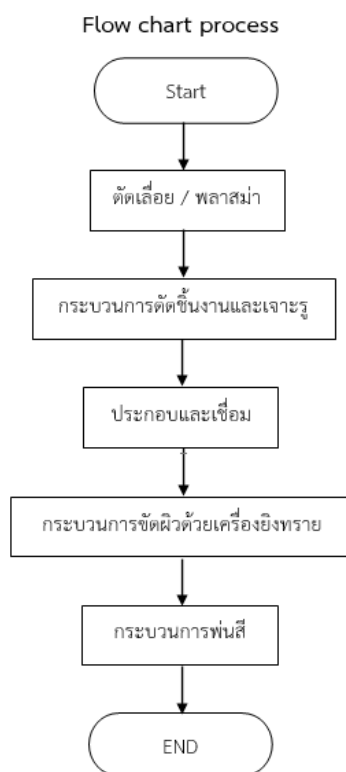 Flow chart process
Start
ตัดเลื่อย / พลาสม่า
กระบวนการตัดชิ้นงานและเจาะรู
ประกอบและเชื่อม
กระบวนการขัดผิวด้วยเครื่องยิงทราย
กระบวนการพ่นสี
END